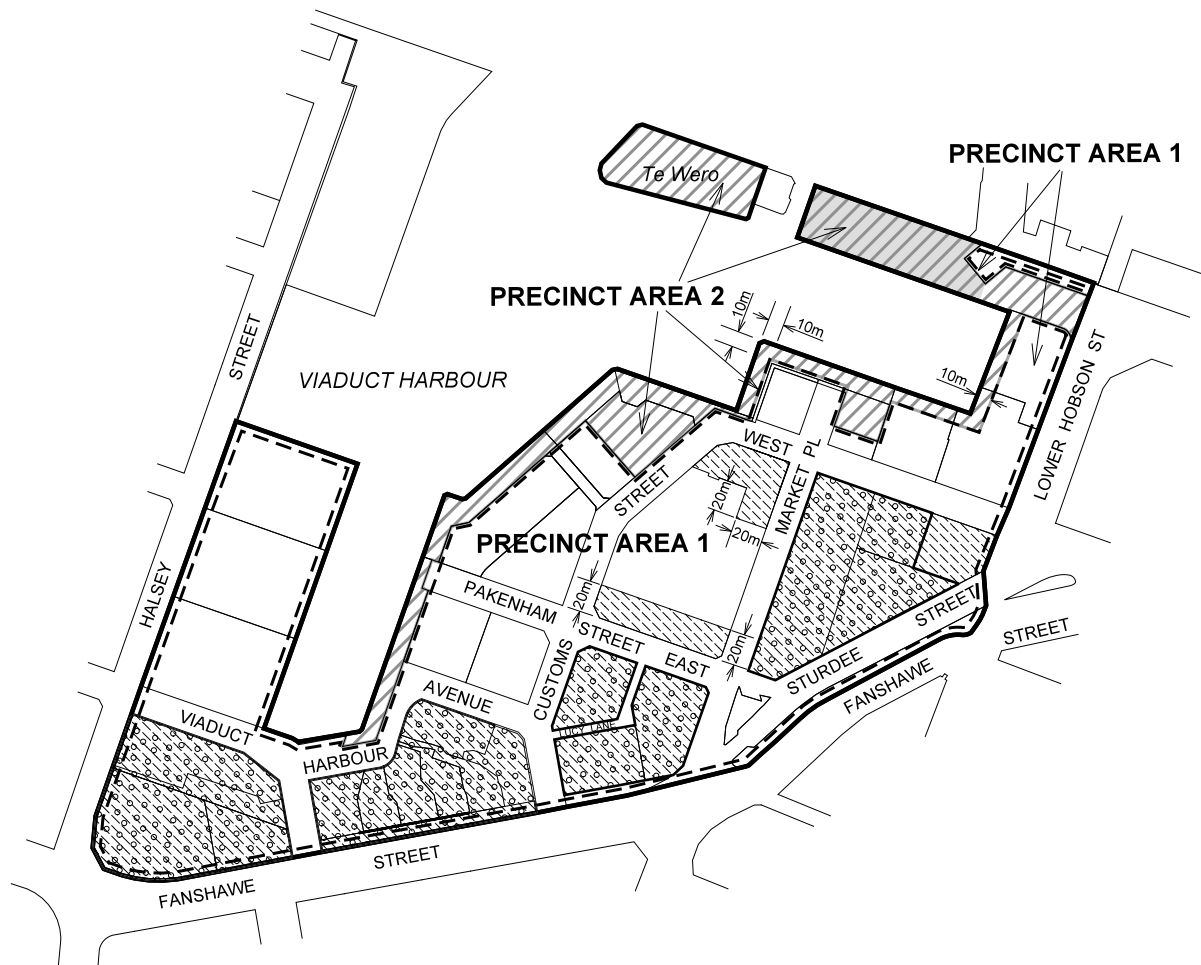 PRECINCT AREA 1
Te Wero
PRECINCT AREA 2
10m
10m
10m
STREET
VIADUCT HARBOUR
LOWER HOBSON ST
WEST
MARKET PL
STREET
20m
20m
PRECINCT AREA 1
HALSEY
PAKENHAM
20m
STREET
EAST
20m
STREET
STREET
STURDEE
FANSHAWE
CUSTOMS
AVENUE
VIADUCT
LUCY LANE
HARBOUR
STREET
FANSHAWE